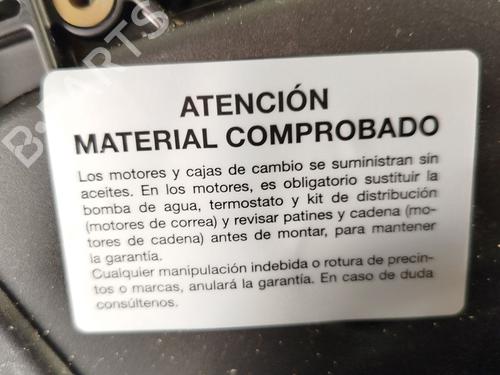 ATENCIÓN
MATERIAL COMPROBADO
Los motores y cajas de cambio se suministran sin
aceites. En los motores, es obligatorio sustituir la
bomba de agua, termostato y kit de distribución
(motores de correa) y revisar patines y cadena (mo-
tores de cadena) antes de montar, para mantener
la garantía.
Cualquier manipulación indebida o rotura de precin-
tos o marcas, anulará la garantía. En caso de duda
consúltenos.
B-PARTS